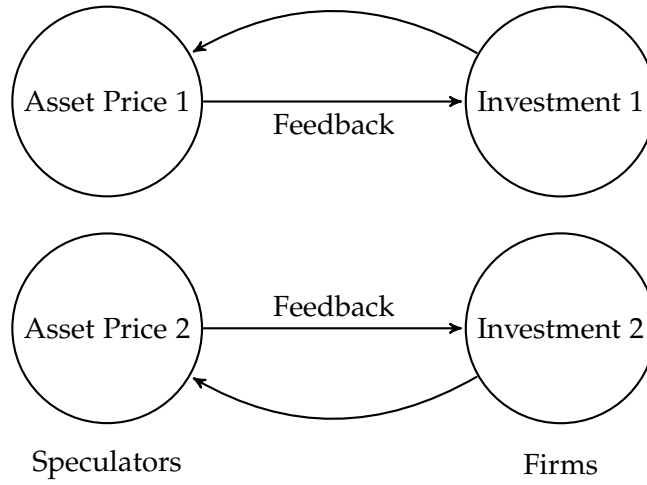 Asset Price 1
Investment 1
Feedback
Feedback
Asset Price 2
Investment 2
Speculators
Firms